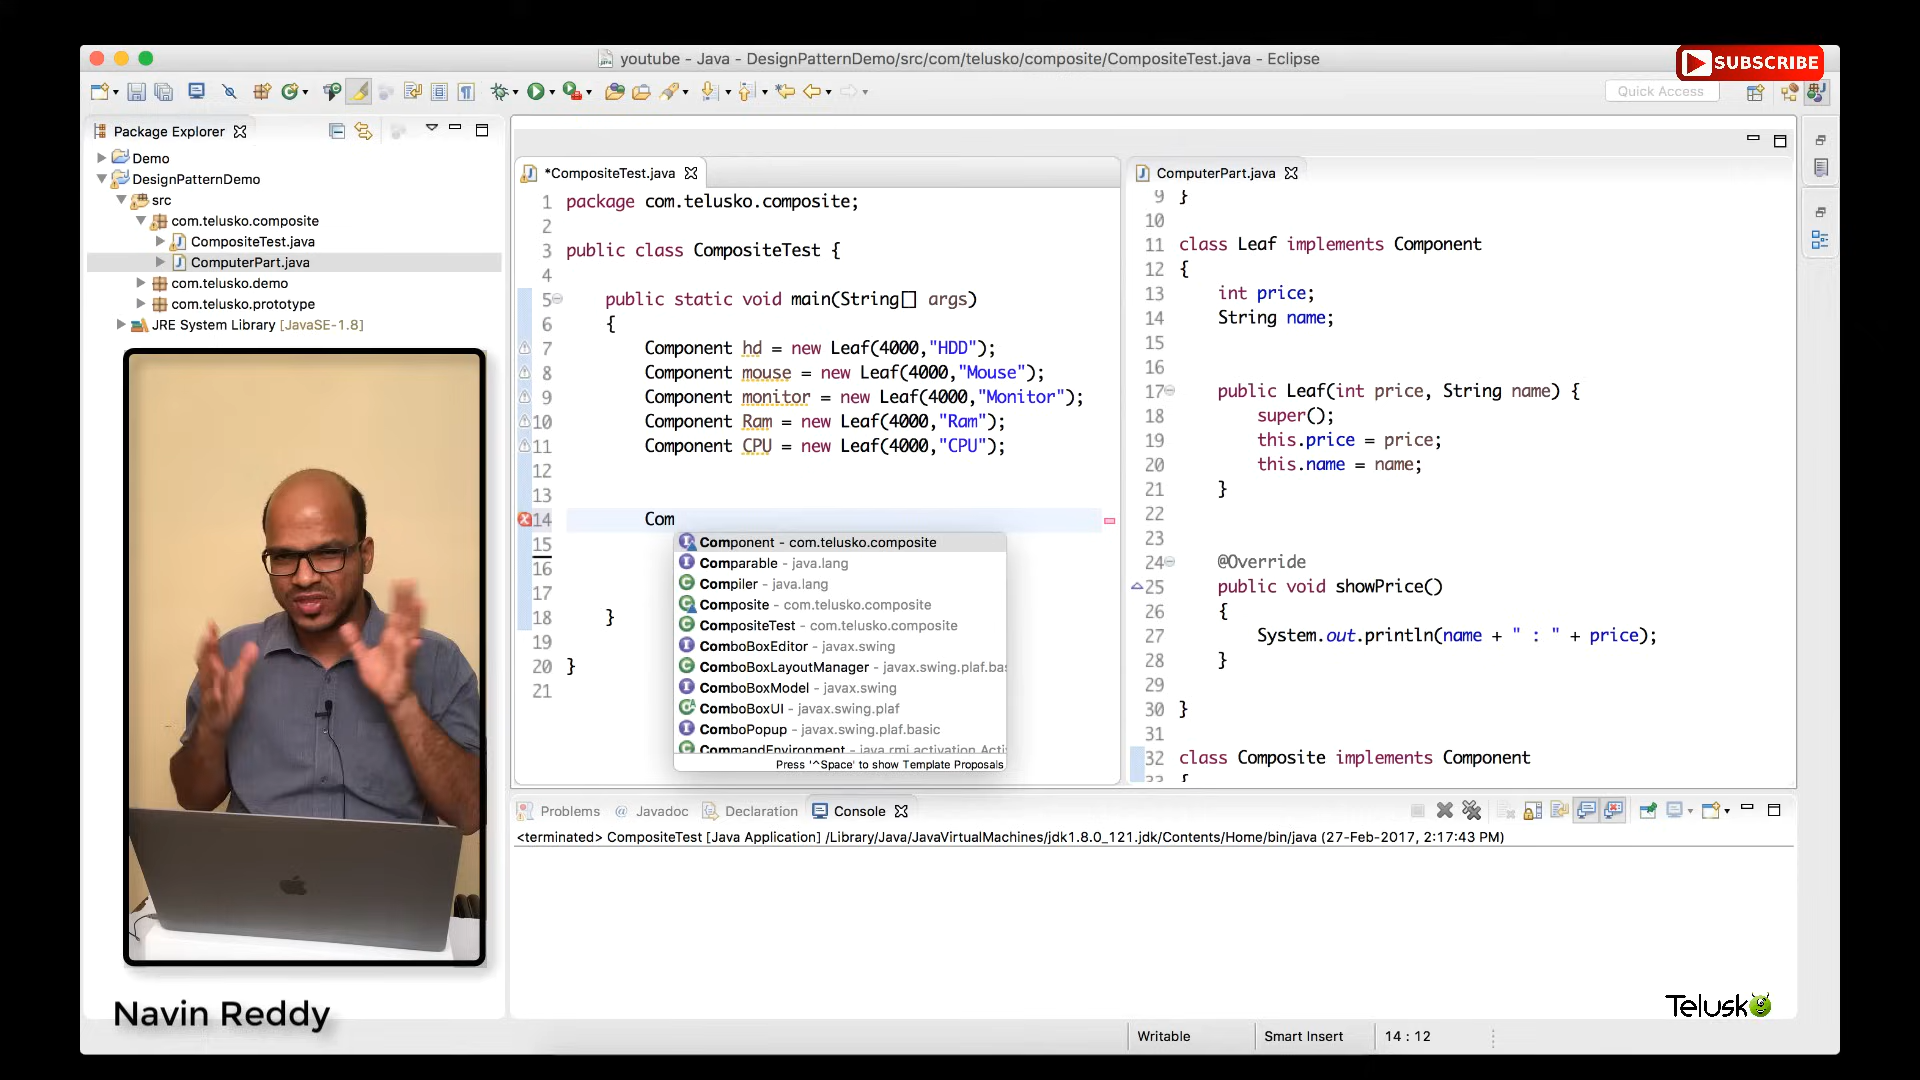 youtube - Java - DesignPatternDemo/src/com/telusko/composite/CompositeTest.java - Eclipse
SUBSCRIBE
Quick Access
Package Explorer
Demo
DesignPatternDemo
src
com.telusko.composite
CompositeTest.java
ComputerPart.java
com.telusko.demo
com.telusko.prototype
JRE System Library [JavaSE-1.8]
Navin Reddy
*CompositeTest.java
1 package com.telusko.composite;
2
3 public class CompositeTest {
4
5 public static void main(String[] args)
6 {
7 Component hd = new Leaf(4000,"HDD");
8 Component mouse = new Leaf(4000,"Mouse");
9 Component monitor = new Leaf(4000,"Monitor");
10 Component Ram = new Leaf(4000,"Ram");
11 Component CPU = new Leaf(4000,"CPU");
12
13
14 Com
15
16
17
18 }
19
20 }
21
Component - com.telusko.composite
Comparable - java.lang
Compiler - java.lang
Composite - com.telusko.composite
CompositeTest - com.telusko.composite
ComboBoxEditor - javax.swing
ComboBoxLayoutManager - javax.swing.plaf.bas
ComboBoxModel - javax.swing
ComboBoxUI - javax.swing.plaf
ComboPopup - javax.swing.plaf.basic
CommandEnvironment - java.rmi.activation.Acti
Press '^Space' to show Template Proposals
ComputerPart.java
9 }
10
11 class Leaf implements Component
12 {
13 int price;
14 String name;
15
16
17 public Leaf(int price, String name) {
18 super();
19 this.price = price;
20 this.name = name;
21 }
22
23
24 @Override
25 public void showPrice()
26 {
27 System.out.println(name + " : " + price);
28 }
29
30 }
31
32 class Composite implements Component
33 {
Problems @ Javadoc Declaration Console
<terminated> CompositeTest [Java Application] /Library/Java/JavaVirtualMachines/jdk1.8.0_121.jdk/Contents/Home/bin/java (27-Feb-2017, 2:17:43 PM)
Telusko
Writable Smart Insert 14 : 12